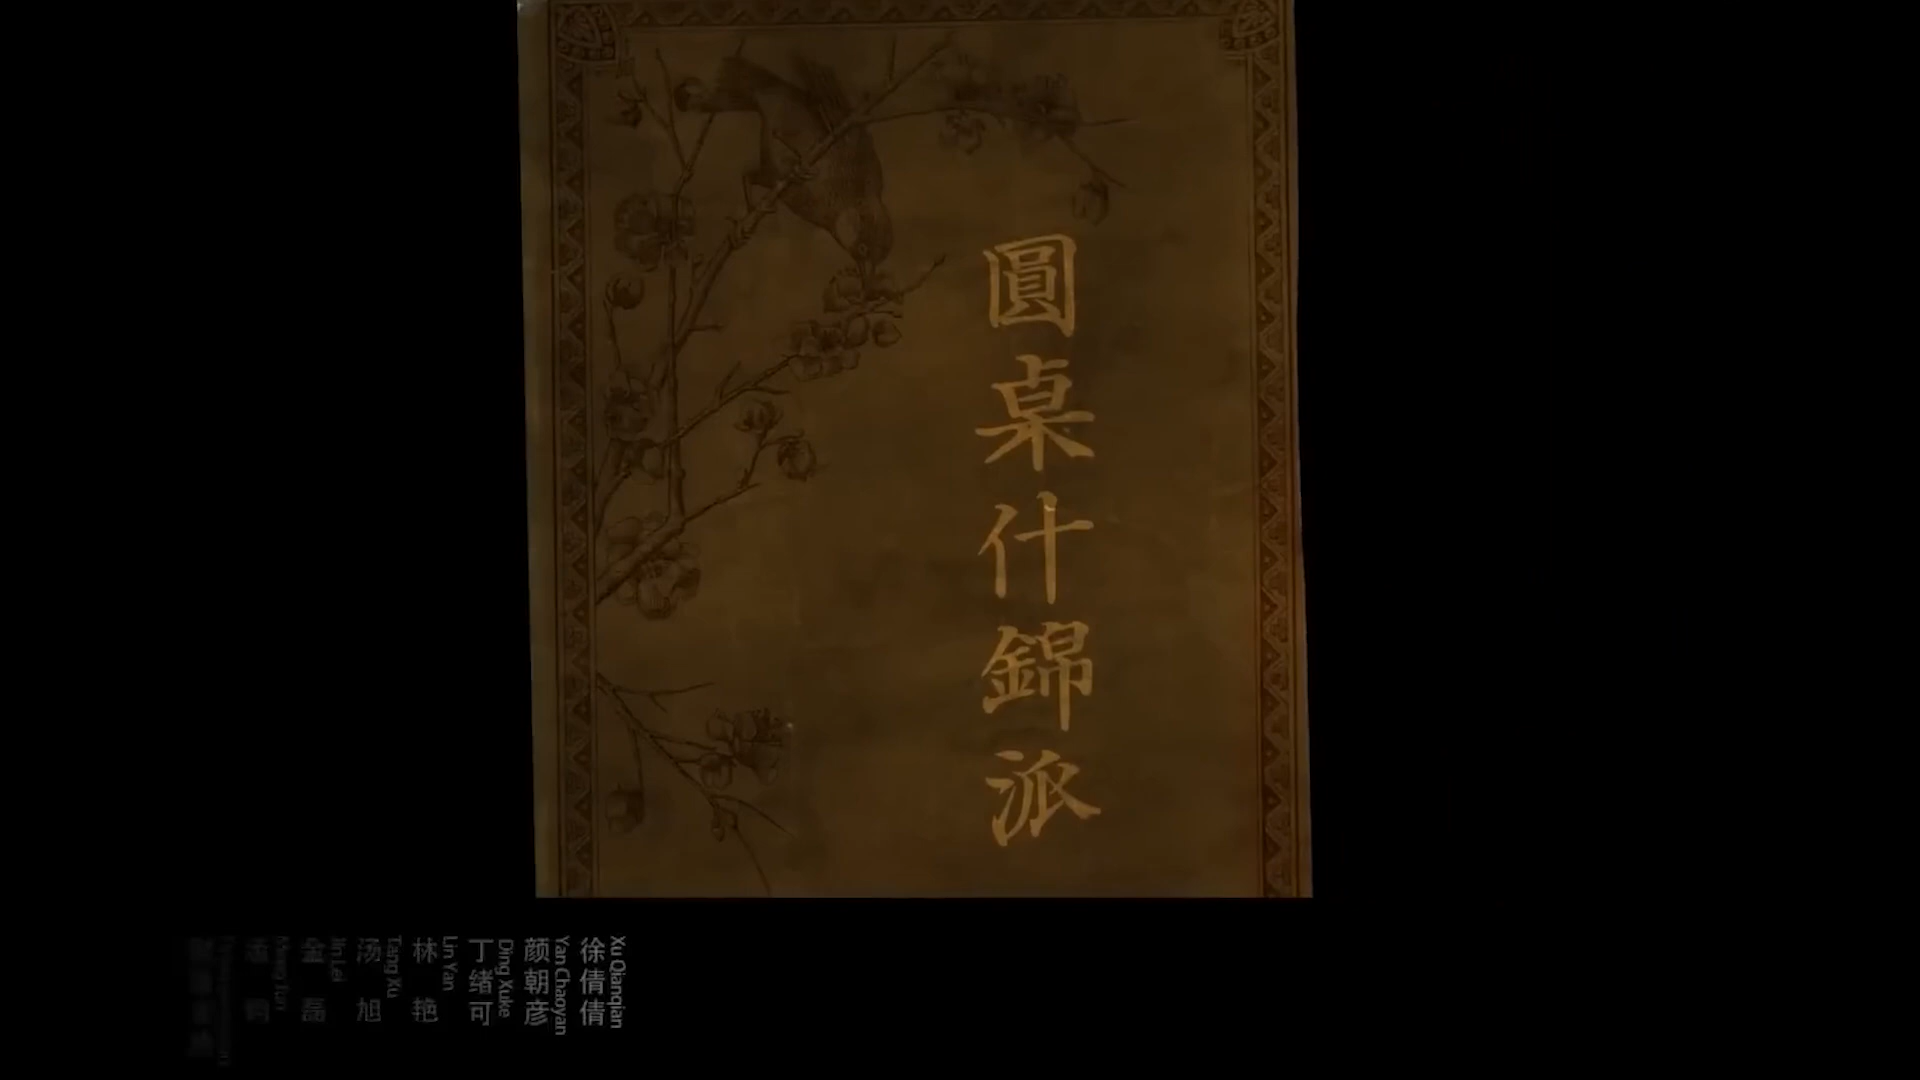 圓桌什錦派
徐倩倩
Xu Qianqian
颜朝彦
Yan Chaoyan
丁绪可
Ding Xuke
林艳
Lin Yan
汤旭
Tang Xu
金磊
Jin Lei